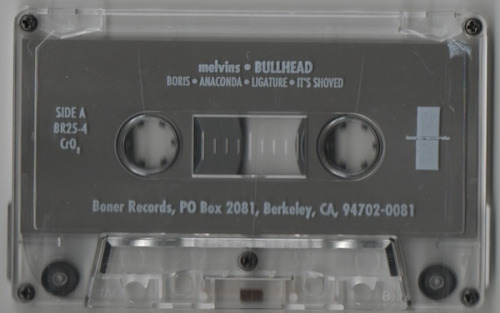 melvins • BULLHEAD
BORIS • ANACONDA • LIGATURE • IT'S SHOVED
SIDE A
BR25-4
CrO₂
Boner Records, PO Box 2081, Berkeley, CA, 94702-0081